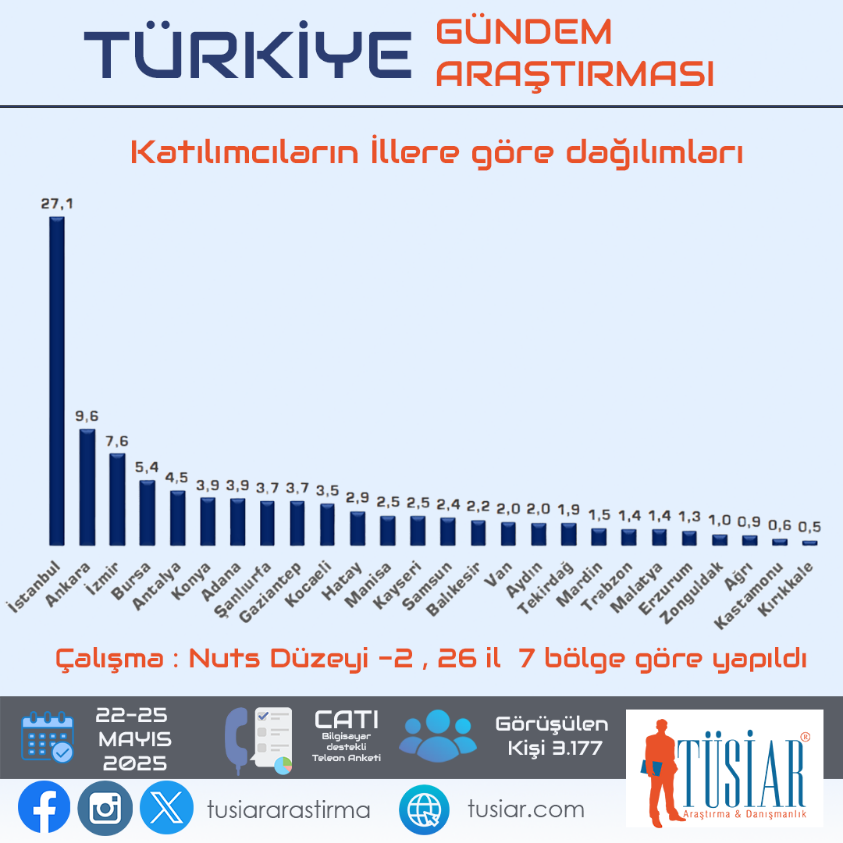 TÜRKİYE
GÜNDEM
ARAŞTIRMASI
Katılımcıların İllere göre dağılımları
27,1
9,6
7,6
5,4
4,5
3,9
3,9
3,7
3,7
3,5
2,9
2,5
2,5
2,4
2,2
2,0
2,0
1,9
1,5
1,4
1,4
1,3
1,0
0,9
0,6
0,5
İstanbul
Ankara
İzmir
Bursa
Antalya
Konya
Adana
Şanlıurfa
Gaziantep
Kocaeli
Hatay
Manisa
Kayseri
Samsun
Balıkesir
Van
Aydın
Tekirdağ
Mardin
Trabzon
Malatya
Erzurum
Zonguldak
Ağrı
Kastamonu
Kırıkkale
Çalışma : Nuts Düzeyi -2 , 26 il 7 bölge göre yapıldı
22-25
MAYIS
2025
CATI
Bilgisayer
destekli
Teleon Anketi
Görüşülen
Kişi 3.177
TÜSİAR®
Araştırma & Danışmanlık
tusiararastirma
tusiar.com